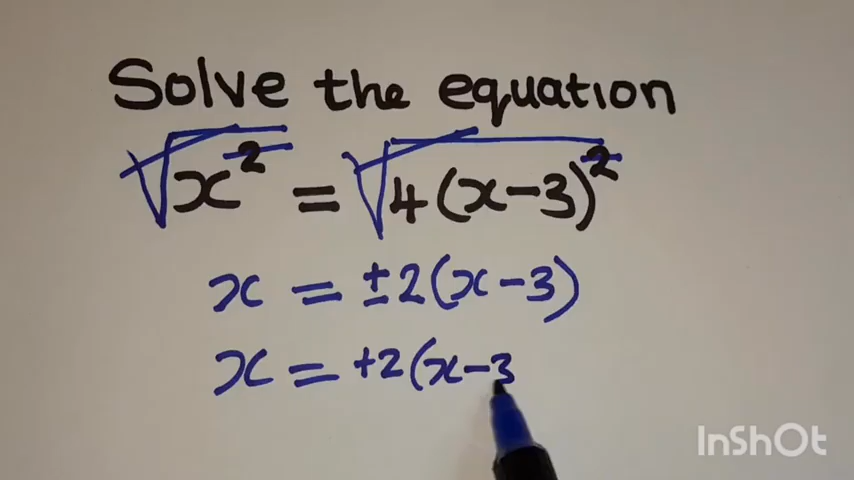 Solve the equation
√x² = √4(x-3)²
x = ±2(x-3)
x = +2(x-3
InShOt